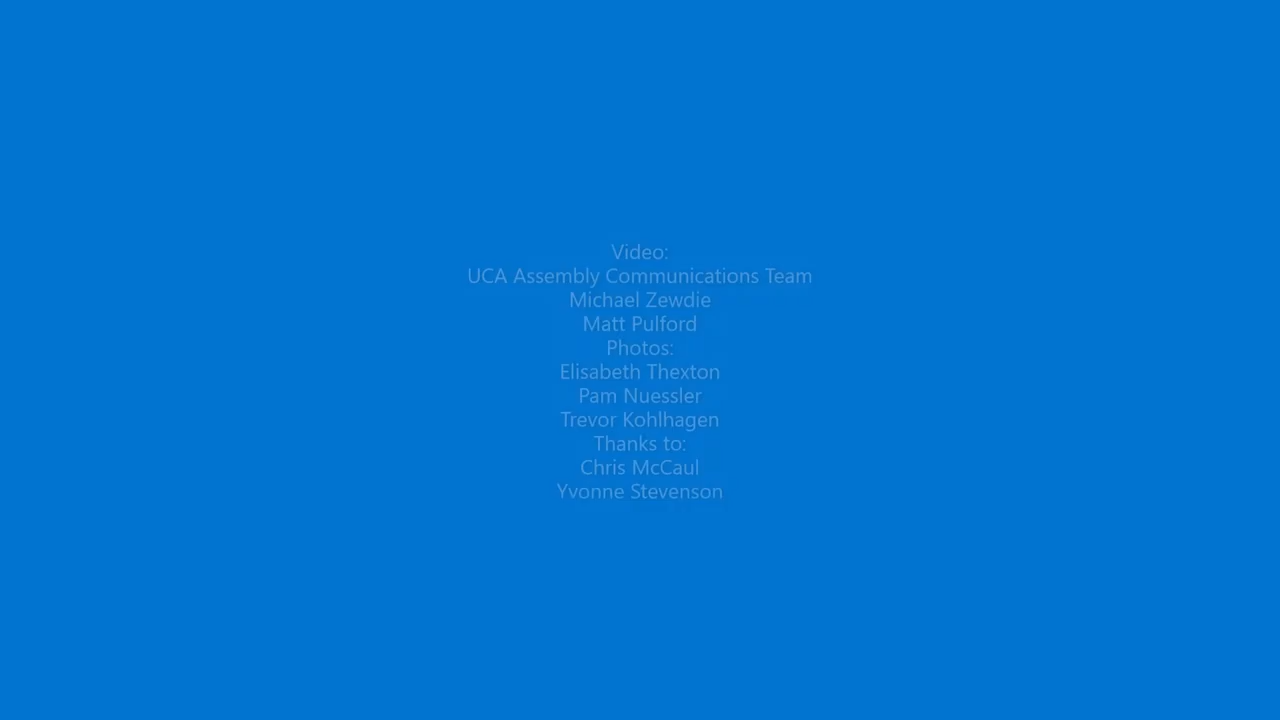 Video:
UCA Assembly Communications Team
Michael Zewdie
Matt Pulford
Photos:
Elisabeth Thexton
Pam Nuessler
Trevor Kohlhagen
Thanks to:
Chris McCaul
Yvonne Stevenson